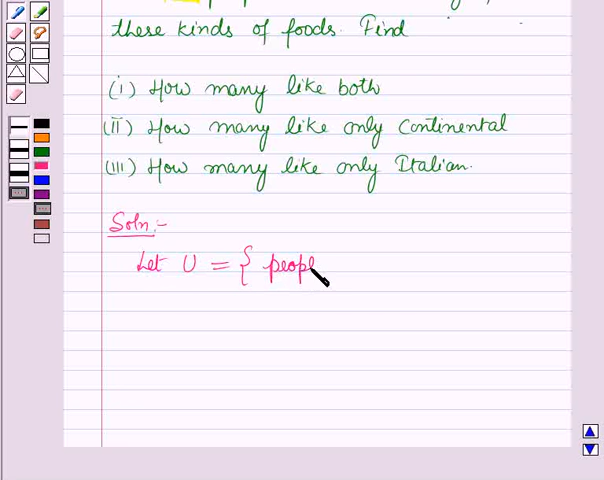 these kinds of foods. Find
(i) How many like both
(ii) How many like only Continental
(iii) How many like only Italian.
Soln:-
Let U = { peopl